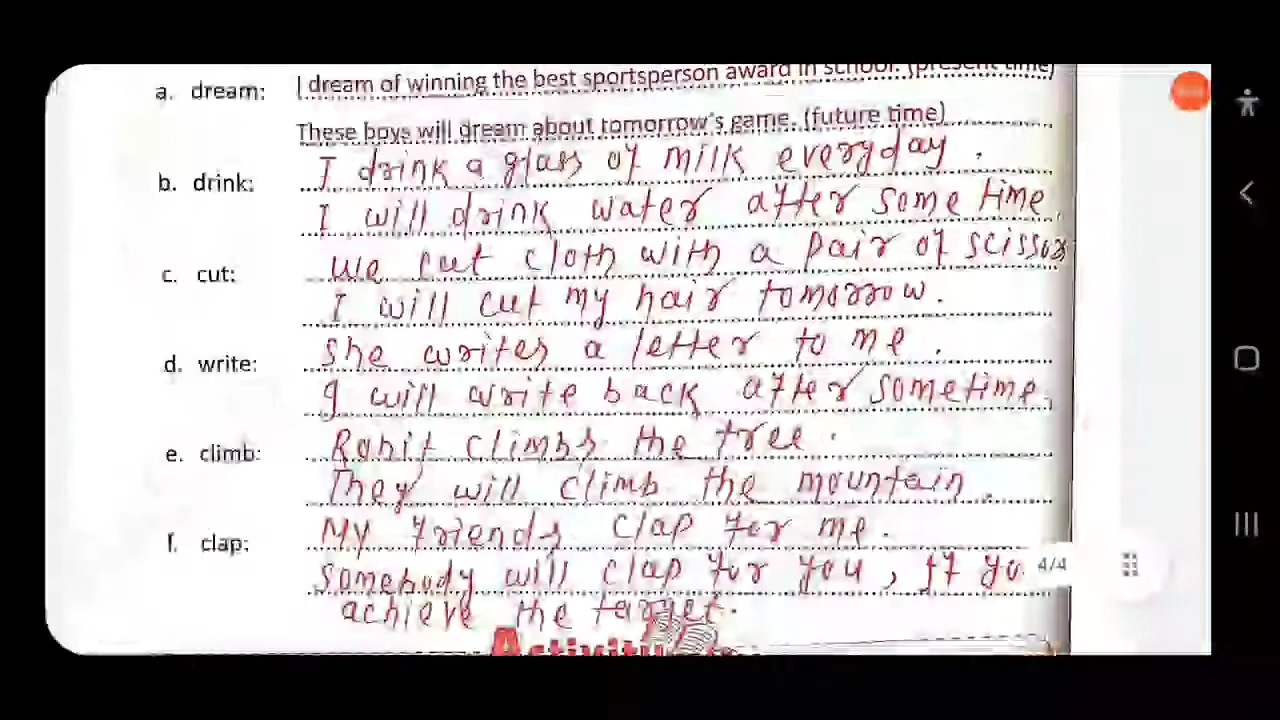 a. dream: I dream of winning the best sportsperson award in school. (present time)
These boys will dream about tomorrow's game. (future time)
b. drink: I drink a glass of milk everyday.
I will drink water after some time.
c. cut: we cut cloth with a pair of scissors
I will cut my hair tomorrow.
d. write: She writes a letter to me.
I will write back after sometime.
e. climb: Rohit climbs the tree.
They will climb the mountain.
f. clap: My friends clap for me.
Somebody will clap for you, if yo
4/4
achieve the target.
Activity